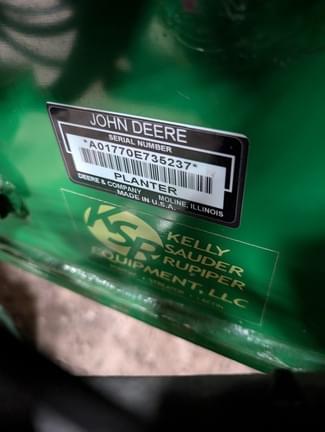 JOHN DEERE
SERIAL NUMBER
*A01770E735237*
PLANTER
DEERE & COMPANY MOLINE, ILLINOIS
MADE IN U.S.A.
KSR
KELLY
SAUDER
RUPIPER
EQUIPMENT, LLC